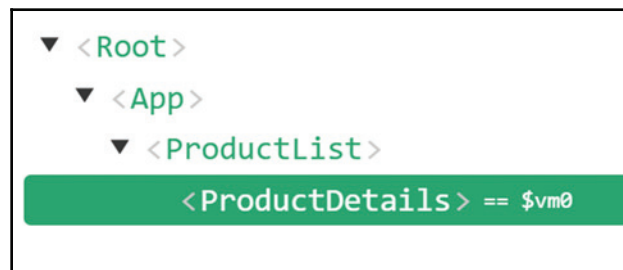 <Root>
<App>
<ProductList>
<ProductDetails> == $vm0